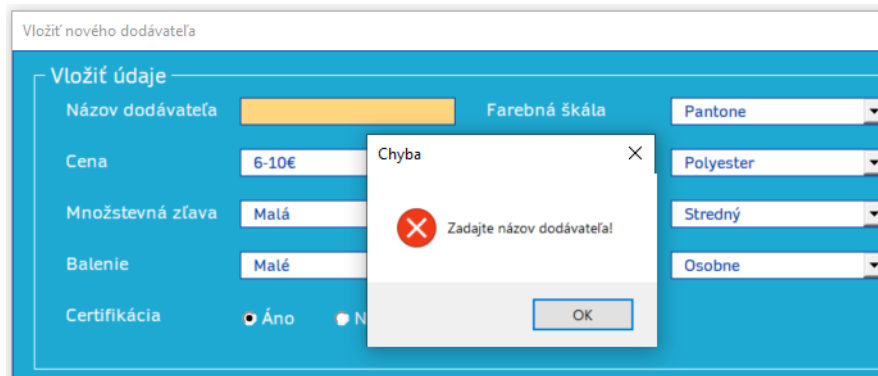 Vložiť nového dodávateľa
Vložiť údaje
Názov dodávateľa
Farebná škála
Pantone
Cena
6-10€
Chyba
Polyester
Množstevná zľava
Malá
Zadajte názov dodávateľa!
Stredný
Balenie
Malé
Osobne
Certifikácia
Áno
N
OK